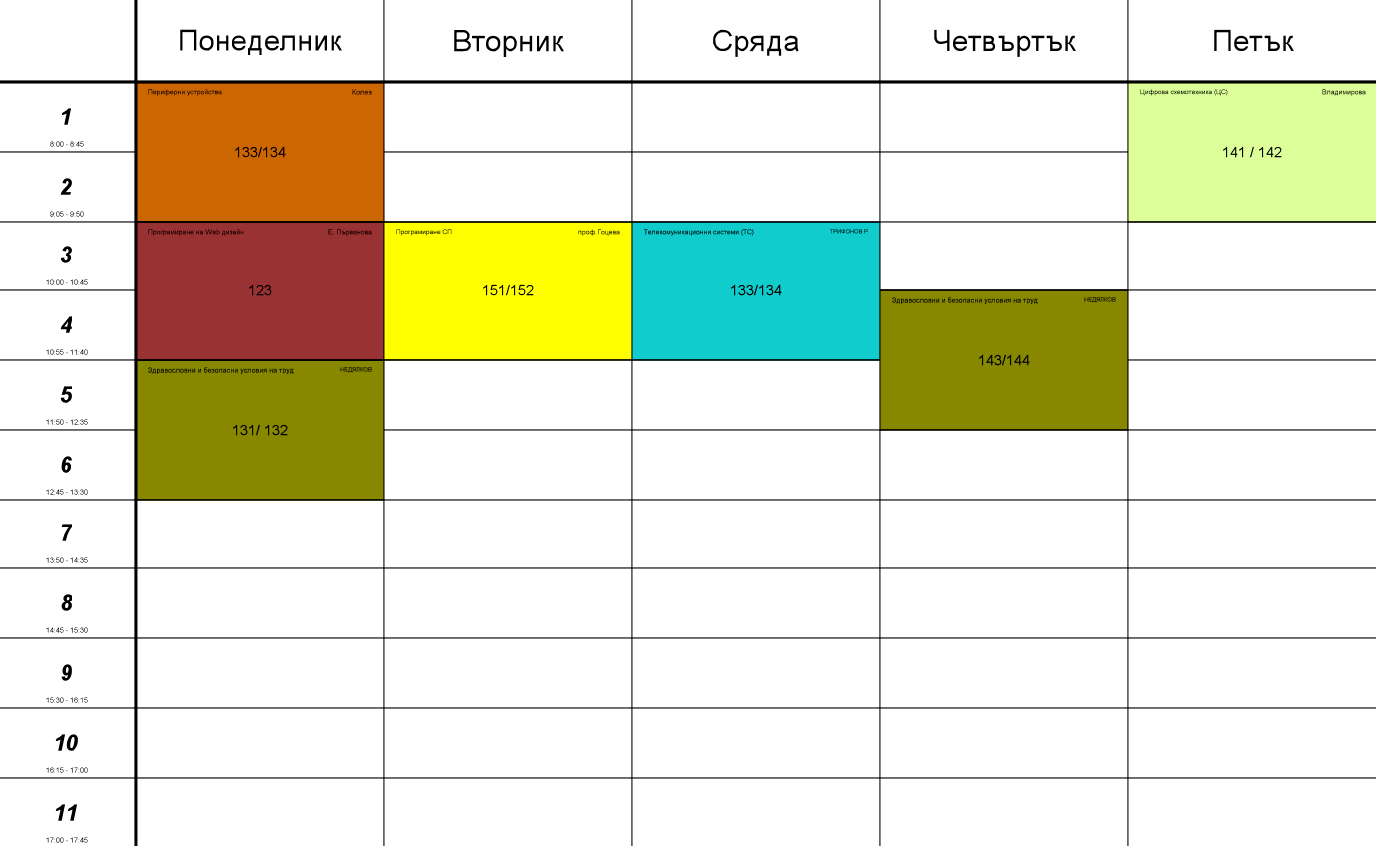 Понеделник Вторник Сряда Четвъртък Петък
1
8:00 - 8:45
Периферни устройства Колев
133/134
Цифрова схемотехника (ЦС) Владимирова
141 / 142
2
9:05 - 9:50
3
10:00 - 10:45
Програмиране на Web дизайн Е. Първанова
123
Програмиране СП проф. Гоцева
151/152
Телекомуникационни системи (ТС) ТРИФОНОВ.Р
133/134
4
10:55 - 11:40
Здравословни и безопасни условия на труд НЕДЯЛКОВ
143/144
5
11:50 - 12:35
Здравословни и безопасни условия на труд НЕДЯЛКОВ
131/ 132
6
12:45 - 13:30
7
13:50 - 14:35
8
14:45 - 15:30
9
15:30 - 16:15
10
16:15 - 17:00
11
17:00 - 17:45